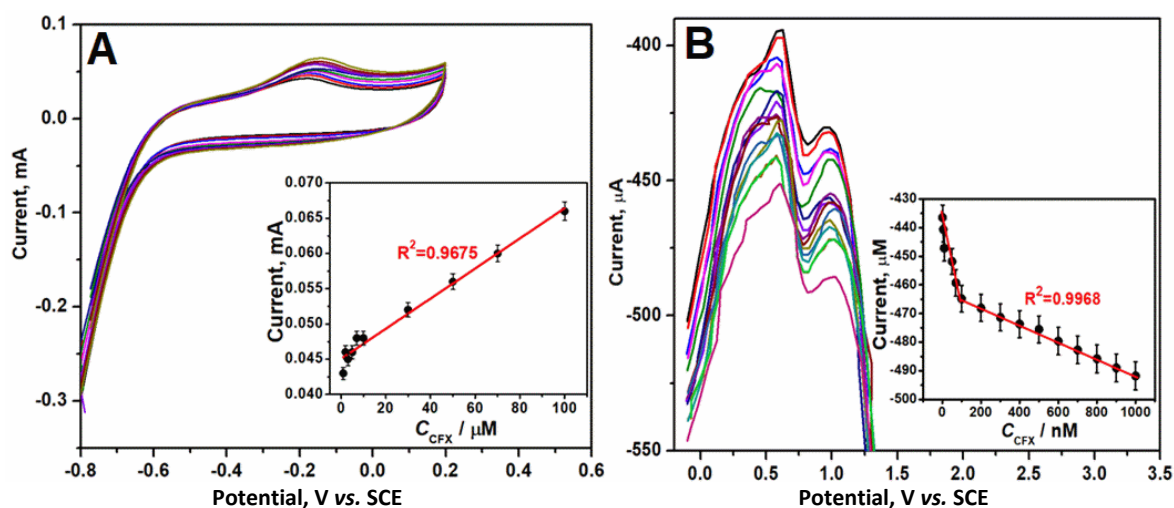 A
Current, mA
0.1
0.0
-0.1
-0.2
-0.3
-0.8 -0.6 -0.4 -0.2 0.0 0.2 0.4 0.6
Potential, V vs. SCE
Current, mA
0.070
0.065
0.060
0.055
0.050
0.045
0.040
R²=0.9675
0 20 40 60 80 100
C_CFX / μM
B
Current, μA
-400
-450
-500
-550
0.0 0.5 1.0 1.5 2.0 2.5 3.0 3.5
Potential, V vs. SCE
Current, μM
-430
-440
-450
-460
-470
-480
-490
-500
R²=0.9968
0 200 400 600 800 1000
C_CFX / nM